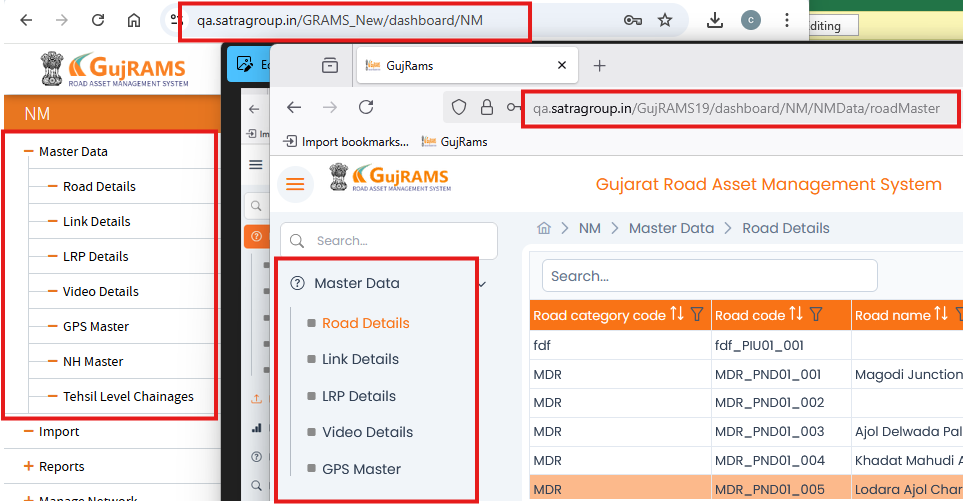 qa.satragroup.in/GRAMS_New/dashboard/NM
c
diting
GujRAMS
ROAD ASSET MANAGEMENT SYSTEM
NM
Master Data
Road Details
Link Details
LRP Details
Video Details
GPS Master
NH Master
Tehsil Level Chainages
Import
Reports
Manage Network
GujRams
qa.satragroup.in/GujRAMS19/dashboard/NM/NMData/roadMaster
Import bookmarks...
GujRams
Im
GujRAMS
ROAD ASSET MANAGEMENT SYSTEM
Gujarat Road Asset Management System
Search...
NM > Master Data > Road Details
Master Data
Road Details
Link Details
LRP Details
Video Details
GPS Master
Search...
Road category code Road code Road name
fdf fdf_PIU01_001
MDR MDR_PND01_001 Magodi Junction
MDR MDR_PND01_002
MDR MDR_PND01_003 Ajol Delwada Pal
MDR MDR_PND01_004 Khadat Mahudi A
MDR MDR_PND01_005 Lodara Ajol Char